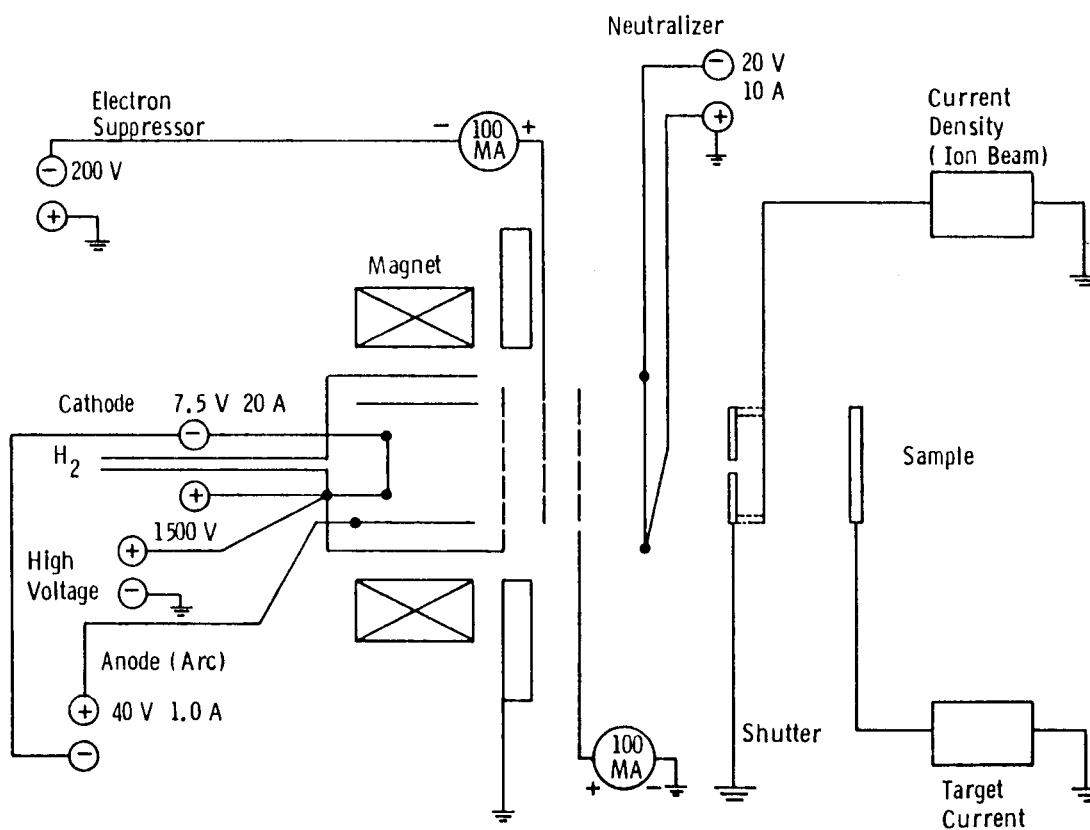 Neutralizer
− 20 V
10 A
+
Electron
Suppressor
− 200 V
+
− 100 +
MA
Current
Density
( Ion Beam)
Magnet
Cathode 7.5 V 20 A
−
H2
+
1500 V
+
High
Voltage
−
Anode (Arc)
+ 40 V 1.0 A
−
Sample
Shutter
100
MA
+ −
Target
Current